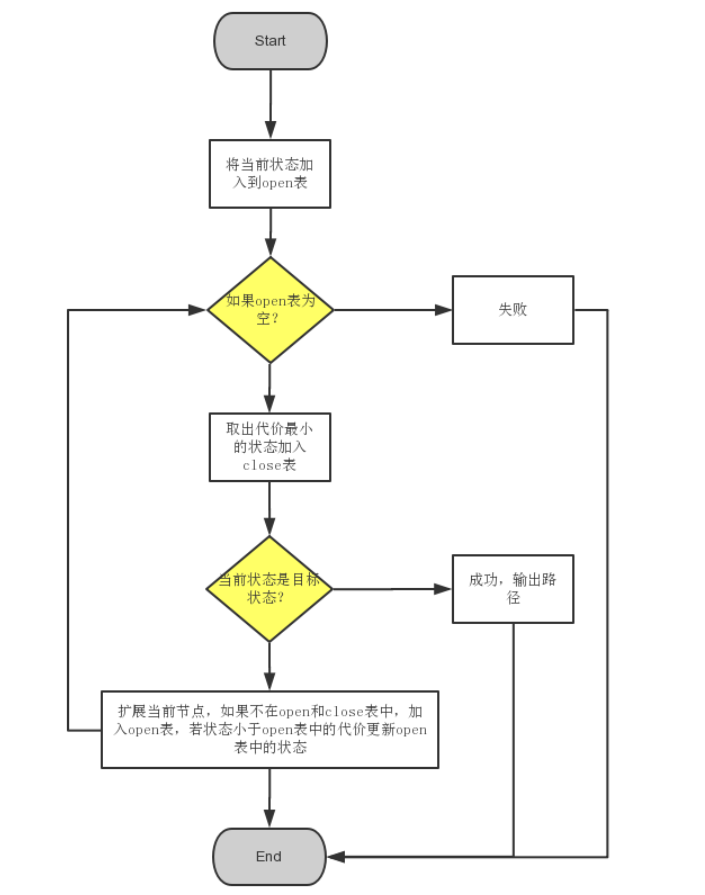 Start
将当前状态加
入到open表
如果open表为
空?
失败
取出代价最小
的状态加入
close表
当前状态是目标
状态?
成功, 输出路
径
扩展当前节点, 如果不在open和close表中, 加
入open表, 若状态小于open表中的代价更新open
表中的状态
End